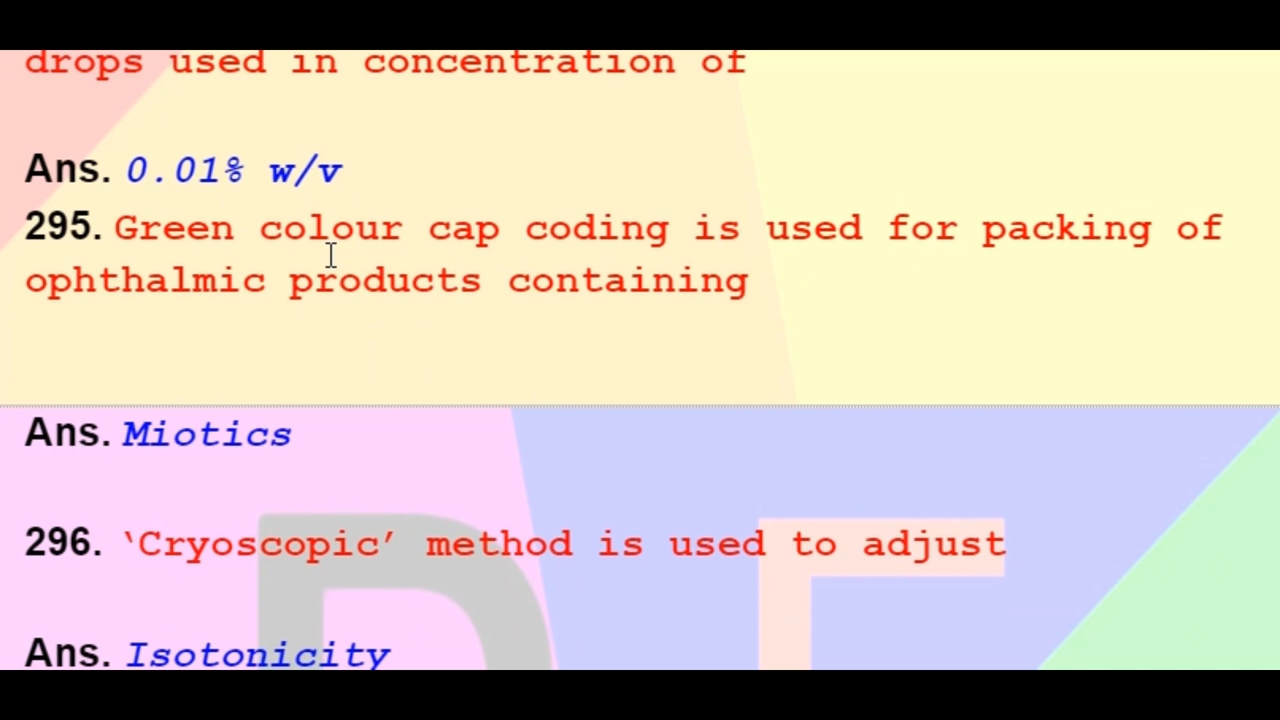 drops used in concentration of
Ans. 0.01% w/v
295. Green colour cap coding is used for packing of
ophthalmic products containing
Ans. Miotics
296. ‘Cryoscopic’ method is used to adjust
Ans. Isotonicity